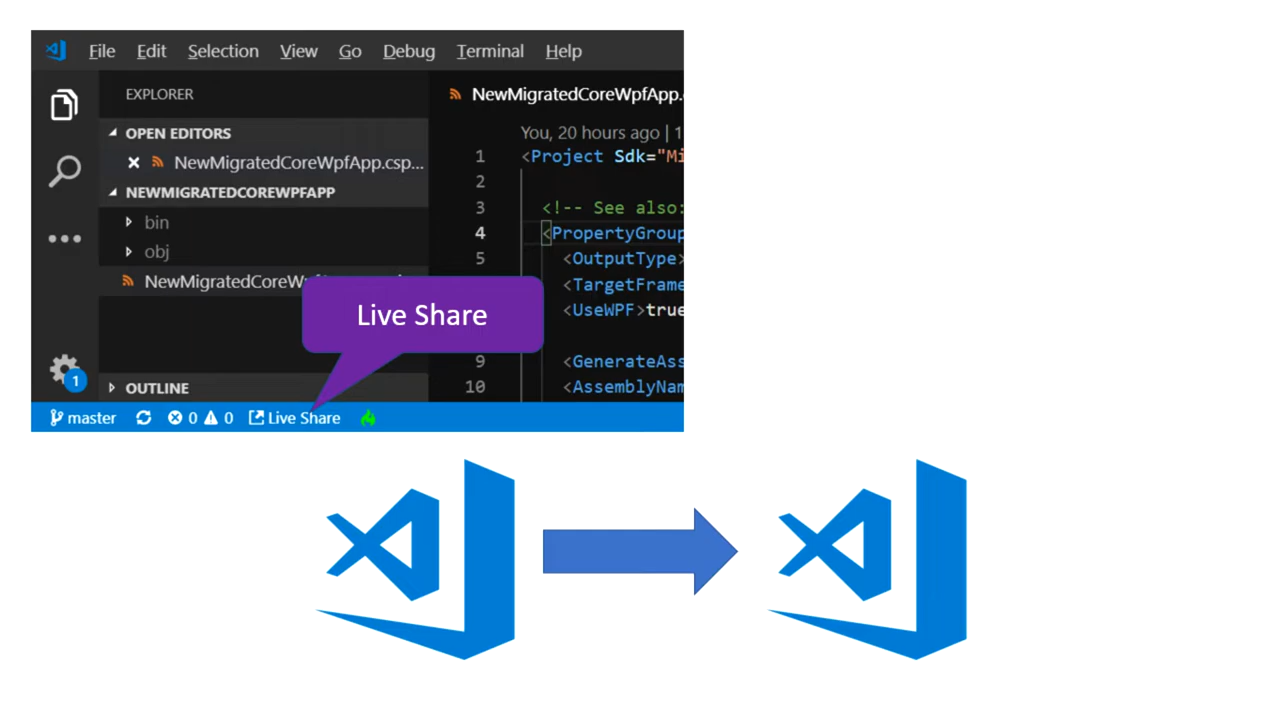 File Edit Selection View Go Debug Terminal Help
EXPLORER
NewMigratedCoreWpfApp.
OPEN EDITORS
You, 20 hours ago | 1
NewMigratedCoreWpfApp.csp...
1 <Project Sdk="Mi
NEWMIGRATEDCOREWPFAPP
2
bin
3 <!-- See also:
4 <PropertyGroup
obj
5 <OutputType>
NewMigratedCoreW
<TargetFrame
Live Share
<UseWPF>true
9 <GenerateAss
OUTLINE
10 <AssemblyNam
1
master 0 0 Live Share